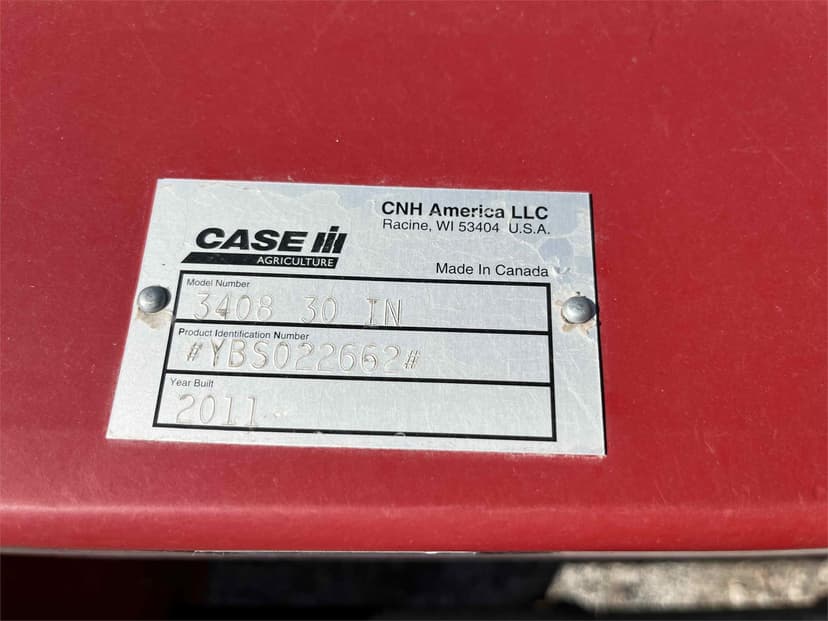 CNH America LLC
Racine, WI 53404 U.S.A.
CASE IH
AGRICULTURE
Made In Canada
Model Number
3408 30 IN
Product Identification Number
#YBS022662#
Year Built
2011